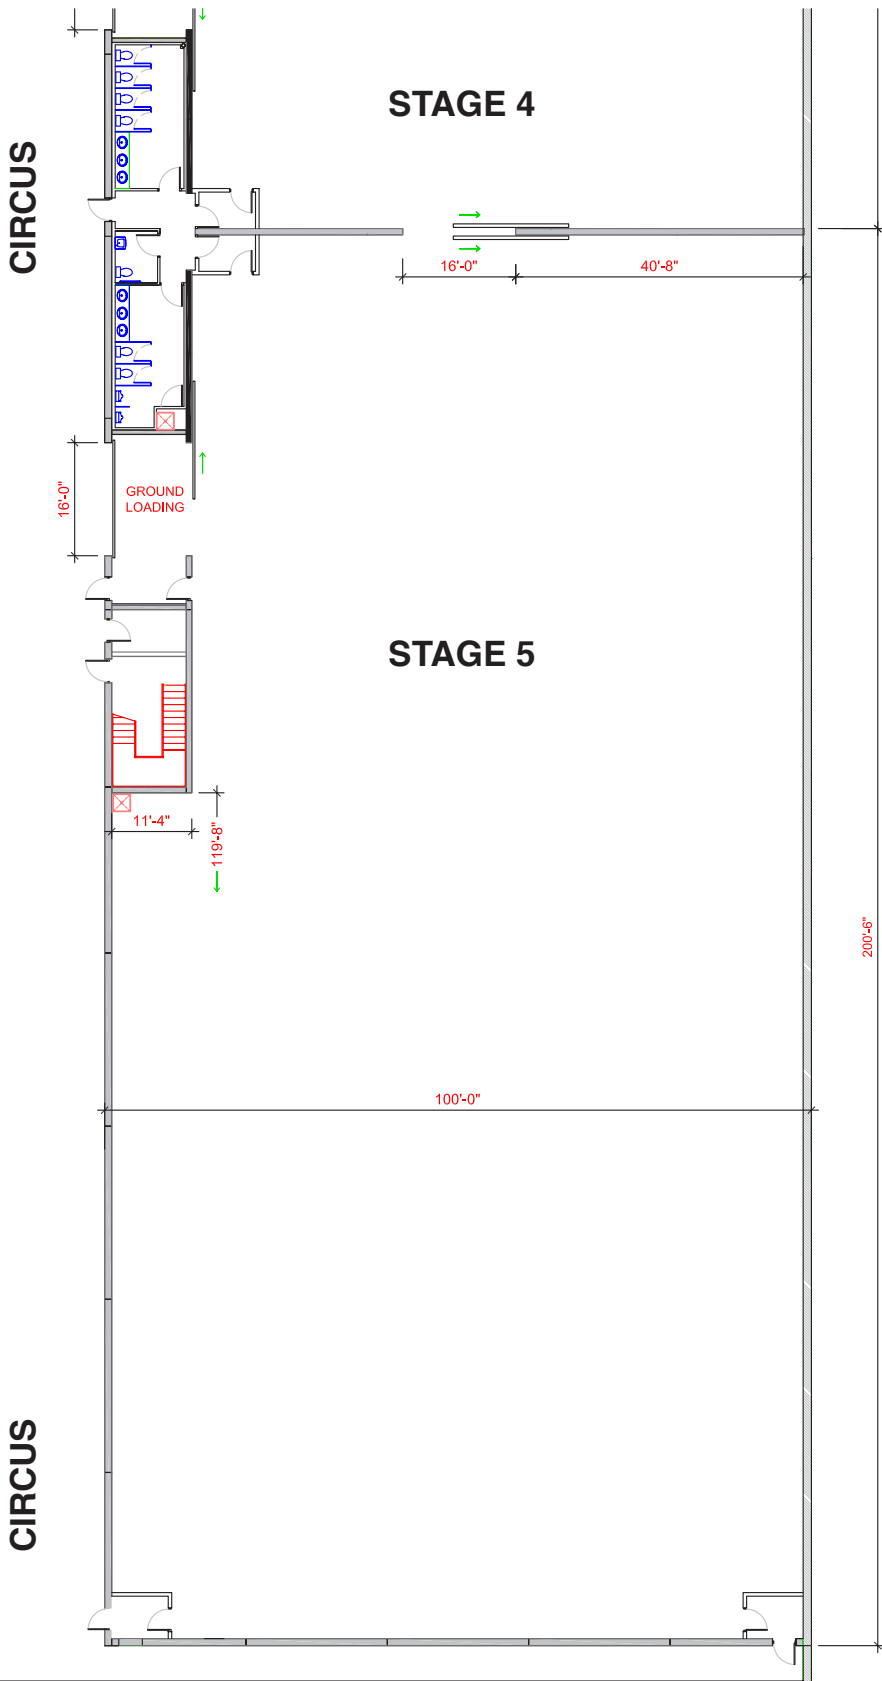 STAGE 4
CIRCUS
16'-0"
40'-8"
16'-0"
GROUND
LOADING
STAGE 5
11'-4"
119'-8"
200'-6"
100'-0"
CIRCUS